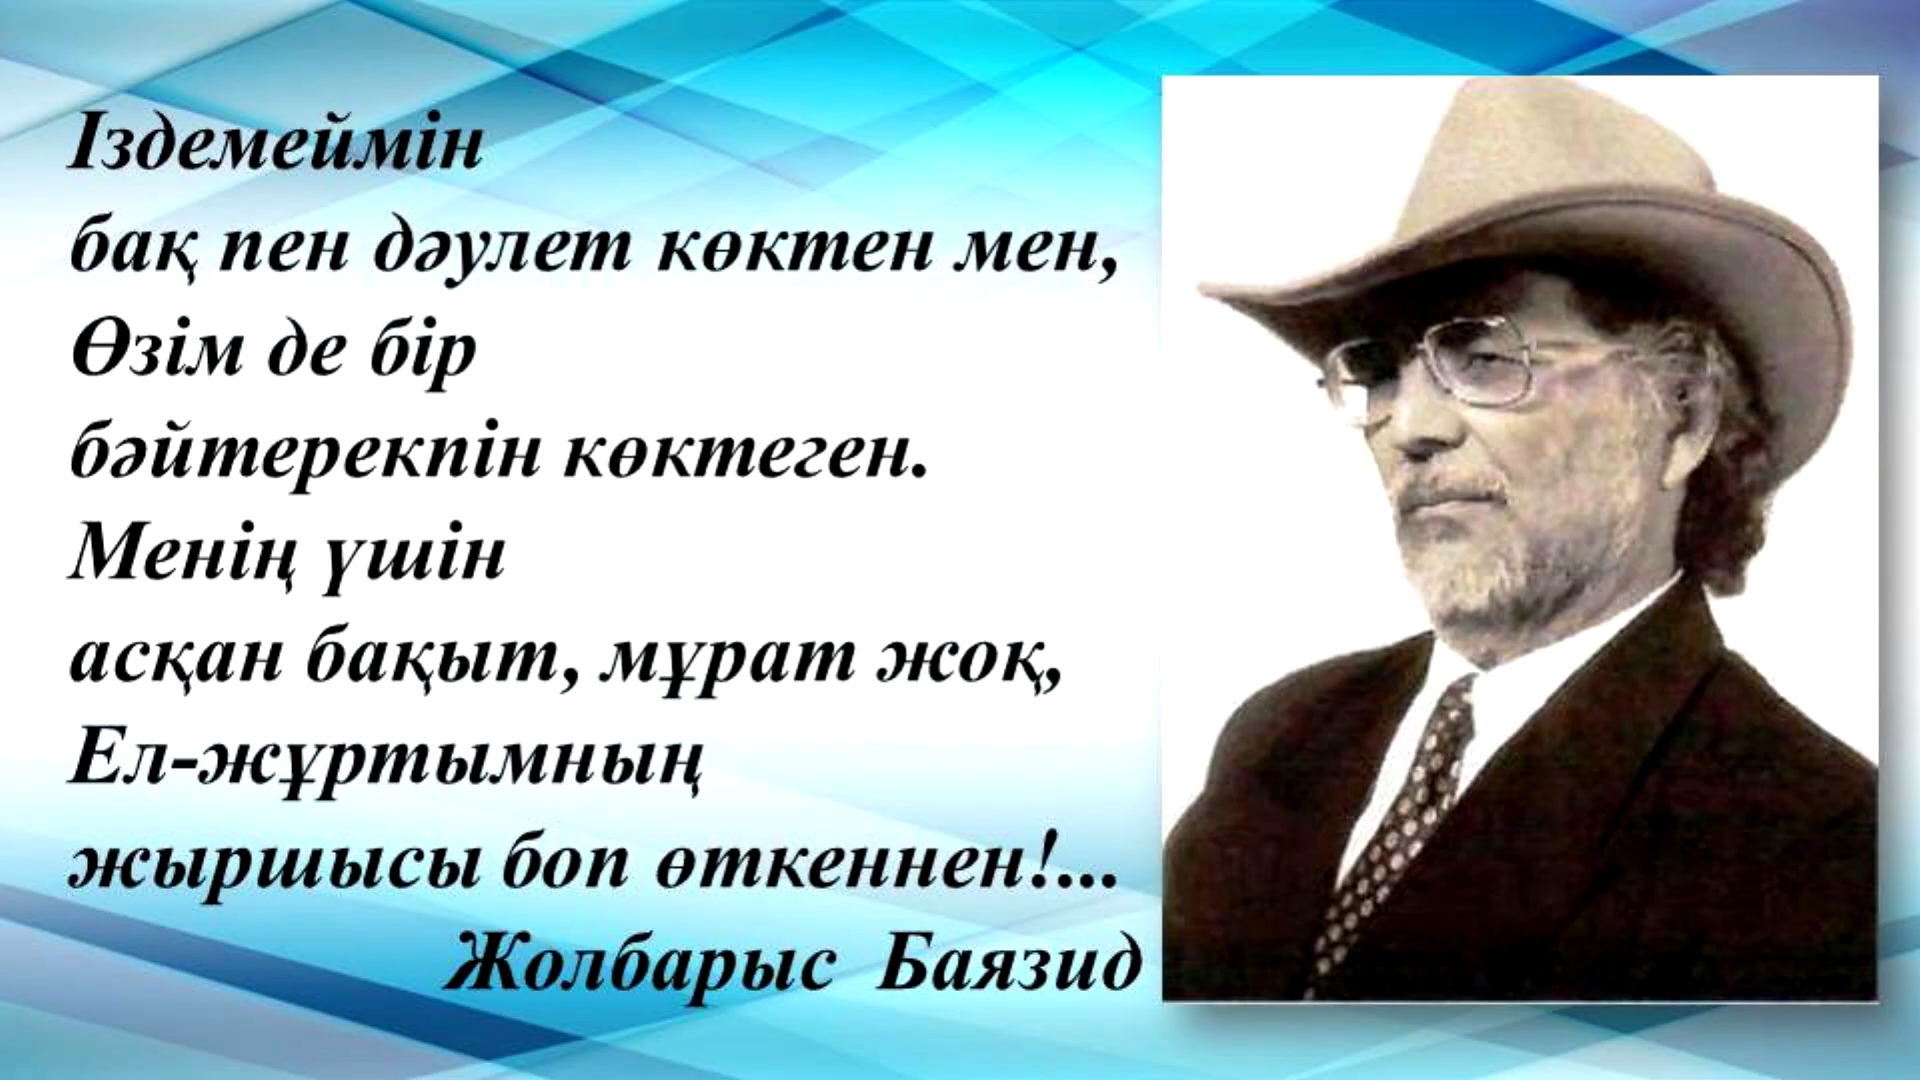 Іздемеймін
бақ пен дәулет көктен мен,
Өзім де бір
бәйтерекпін көктеген.
Менің үшін
асқан бақыт, мұрат жоқ,
Ел-жұртымның
жыршысы боп өткеннен!...
Жолбарыс Баязид